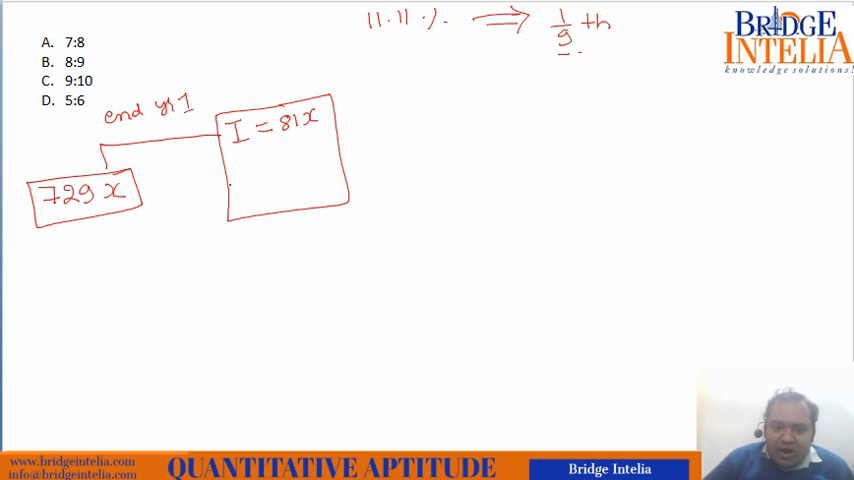 11.11 %. ⟹ 1/9 th
BRIDGE
INTELIA
knowledge solutions
A. 7:8
B. 8:9
C. 9:10
D. 5:6
end yr 1
I = 81x
729x
www.bridgeintelia.com
info@bridgeintelia.com
QUANTITATIVE APTITUDE
Bridge Intelia